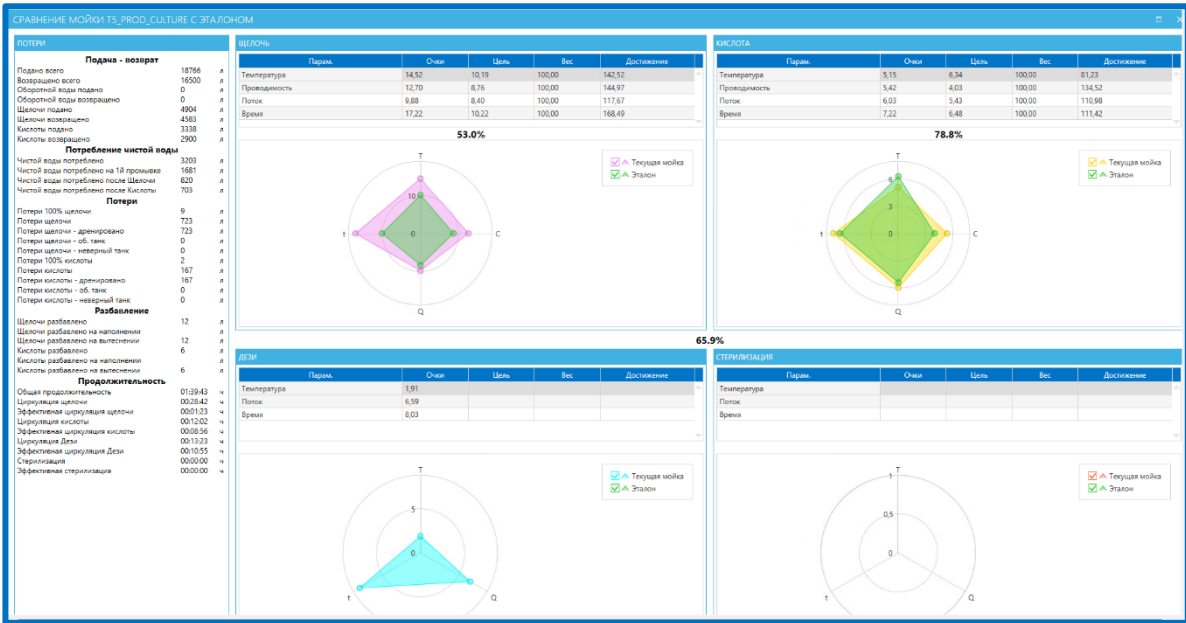 СРАВНЕНИЕ МОЙКИ T5_PROD_CULTURE С ЭТАЛОНОМ
ПОТЕРИ
Подача - возврат
Подано всего 18766 л
Возвращено всего 16500 л
Оборотной воды подано 0 л
Оборотной воды возвращено 0 л
Щелочи подано 4904 л
Щелочи возвращено 4583 л
Кислоты подано 3338 л
Кислоты возвращено 2900 л
Потребление чистой воды
Чистой воды потреблено 3203 л
Чистой воды потреблено на 1й промывке 1681 л
Чистой воды потреблено после Щелочи 820 л
Чистой воды потреблено после Кислоты 703 л
Потери
Потери 100% щелочи 9 л
Потери щелочи 723 л
Потери щелочи - дренировано 723 л
Потери щелочи - об. танк 0 л
Потери щелочи - неверный танк 0 л
Потери 100% кислоты 2 л
Потери кислоты 167 л
Потери кислоты - дренировано 167 л
Потери кислоты - об. танк 0 л
Потери кислоты - неверный танк 0 л
Разбавление
Щелочи разбавлено 12 л
Щелочи разбавлено на наполнении л
Щелочи разбавлено на вытеснении 12 л
Кислоты разбавлено 6 л
Кислоты разбавлено на наполнении л
Кислоты разбавлено на вытеснении 6 л
Продолжительность
Общая продолжительность 01:39:43 ч
Циркуляция щелочи 00:28:42 ч
Эффективная циркуляция щелочи 00:01:23 ч
Циркуляция кислоты 00:12:02 ч
Эффективная циркуляция кислоты 00:08:56 ч
Циркуляция Дези 00:13:23 ч
Эффективная циркуляция Дези 00:10:55 ч
Стерилизация 00:00:00 ч
Эффективная стерилизация 00:00:00 ч
ЩЕЛОЧЬ
Парам. Очки Цель Вес Достижение
Температура 14,52 10,19 100,00 142,52
Проводимость 12,70 8,76 100,00 144,97
Поток 9,88 8,40 100,00 117,67
Время 17,22 10,22 100,00 168,49
53.0%
T
10
0
t
C
Q
Текущая мойка
Эталон
КИСЛОТА
Парам. Очки Цель Вес Достижение
Температура 5,15 6,34 100,00 81,23
Проводимость 5,42 4,03 100,00 134,52
Поток 6,03 5,43 100,00 110,98
Время 7,22 6,48 100,00 111,42
78.8%
T
6
3
0
t
C
Q
Текущая мойка
Эталон
65.9%
ДЕЗИ
Парам. Очки Цель Вес Достижение
Температура 1,91
Поток 6,59
Время 8,03
T
5
0
t
Q
Текущая мойка
Эталон
СТЕРИЛИЗАЦИЯ
Парам. Очки Цель Вес Достижение
Температура
Поток
Время
T
1
0,5
0
t
Q
Текущая мойка
Эталон